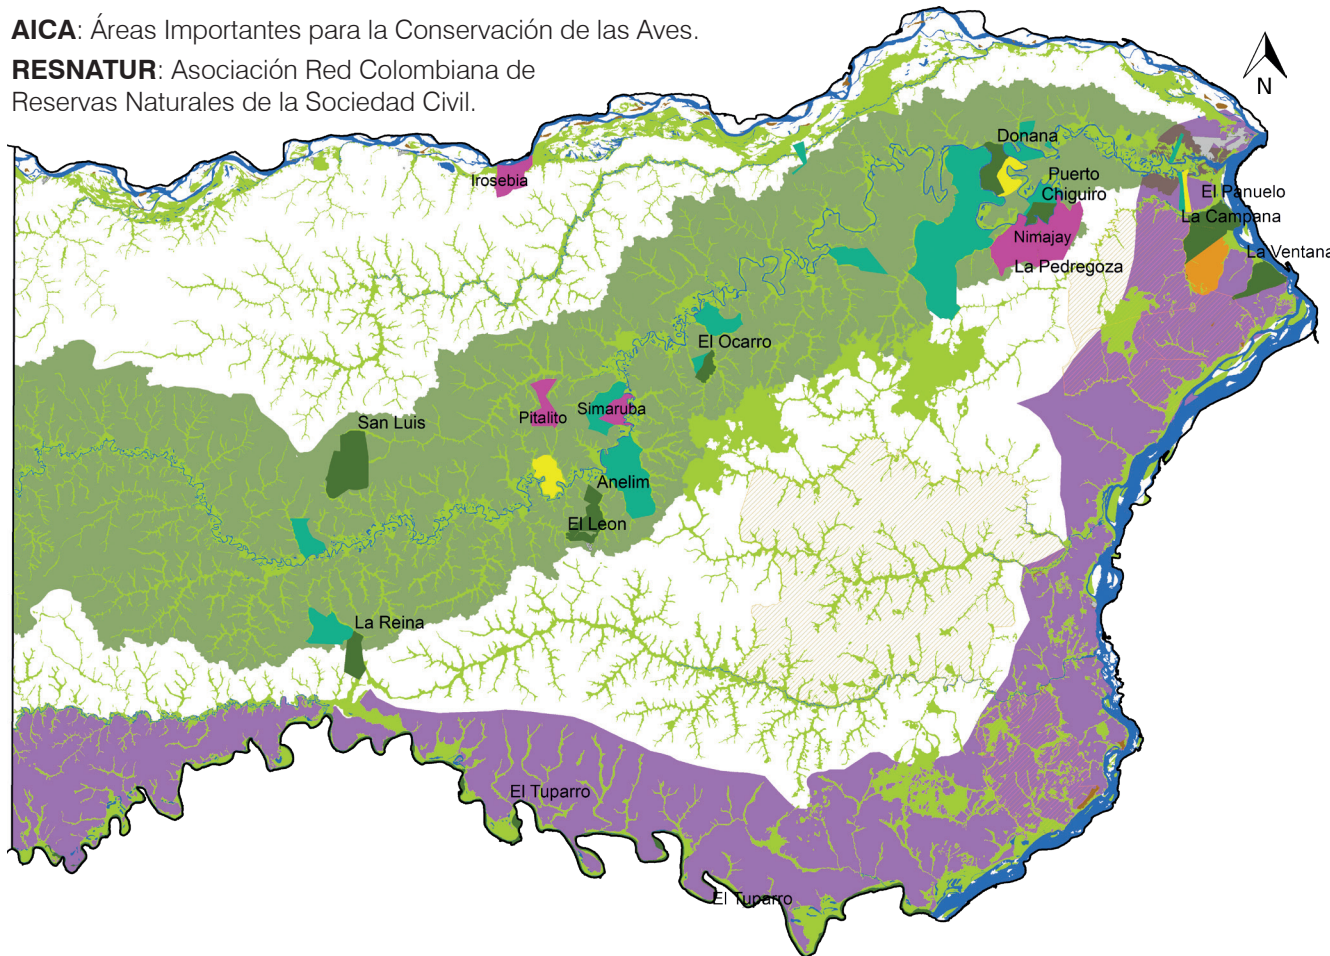 AICA: Áreas Importantes para la Conservación de las Aves.
RESNATUR: Asociación Red Colombiana de
Reservas Naturales de la Sociedad Civil.
N
Donana
Irosebia
Puerto
Chiguiro
El Panuelo
La Campana
Nimajay
La Ventana
La Pedregoza
El Ocarro
Simaruba
Pitalito
San Luis
Anelim
El Leon
La Reina
El Tuparro
El Tuparro